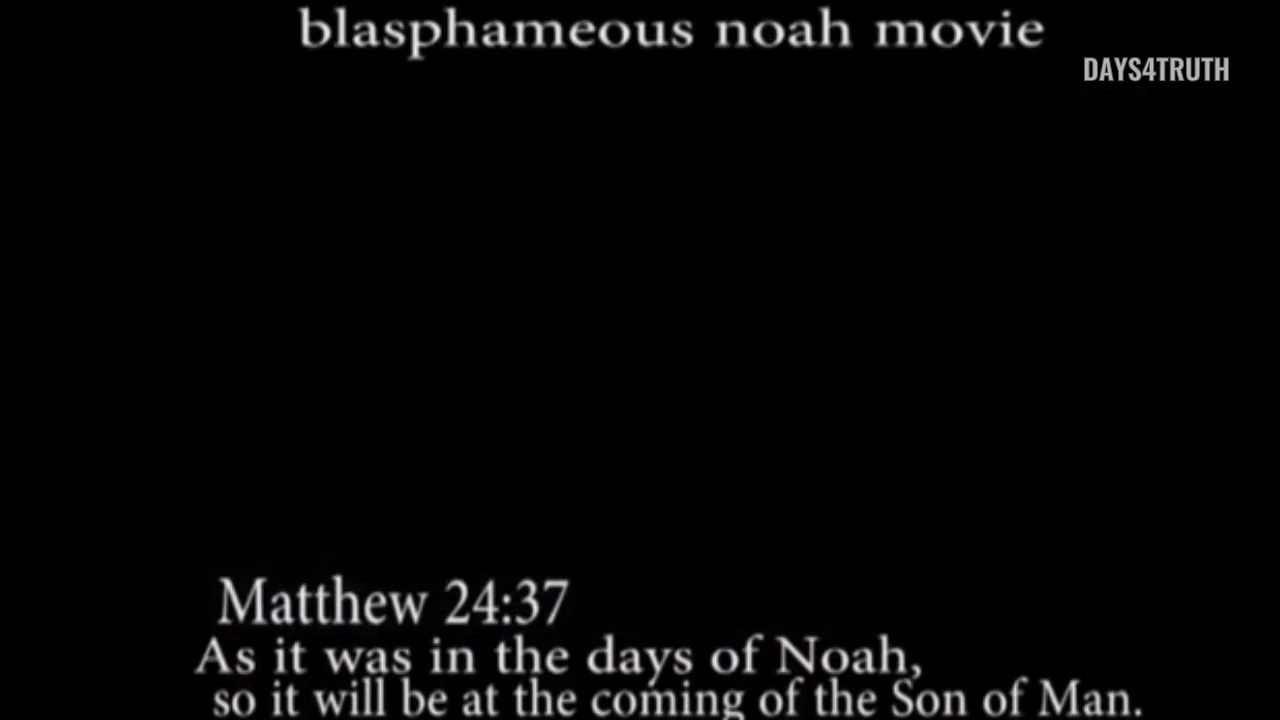 blasphameous noah movie
DAYS4TRUTH
Matthew 24:37
As it was in the days of Noah,
so it will be at the coming of the Son of Man.